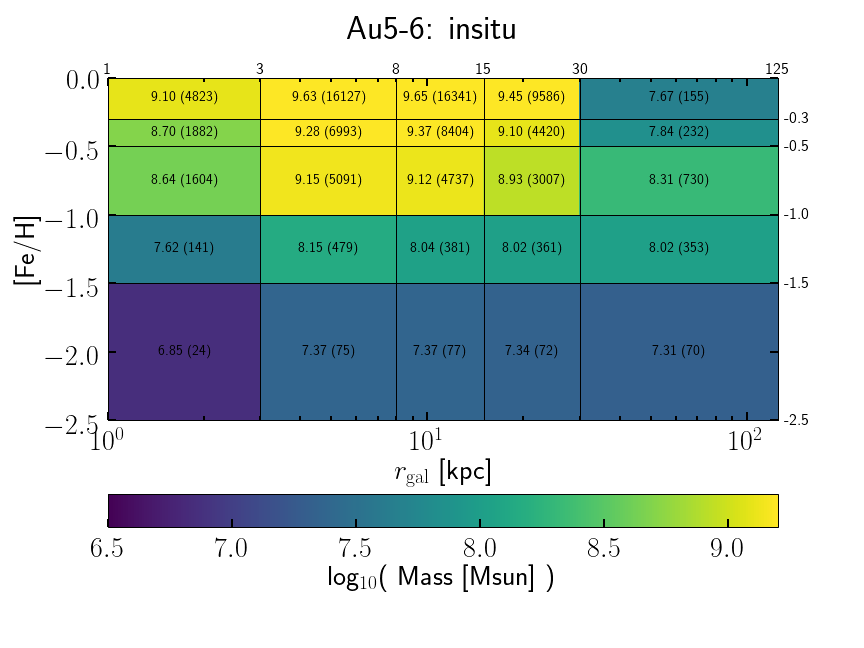 Au5-6: insitu
1 3 8 15 30 125
0.0
9.10 (4823) 9.63 (16127) 9.65 (16341) 9.45 (9586) 7.67 (155)
-0.3
8.70 (1882) 9.28 (6993) 9.37 (8404) 9.10 (4420) 7.84 (232)
−0.5 -0.5
8.64 (1604) 9.15 (5091) 9.12 (4737) 8.93 (3007) 8.31 (730)
−1.0 -1.0
7.62 (141) 8.15 (479) 8.04 (381) 8.02 (361) 8.02 (353)
[Fe/H]
−1.5 -1.5
6.85 (24) 7.37 (75) 7.37 (77) 7.34 (72) 7.31 (70)
−2.0
−2.5 -2.5
10⁰ 10¹ 10²
r_gal [kpc]
6.5 7.0 7.5 8.0 8.5 9.0
log₁₀( Mass [Msun] )